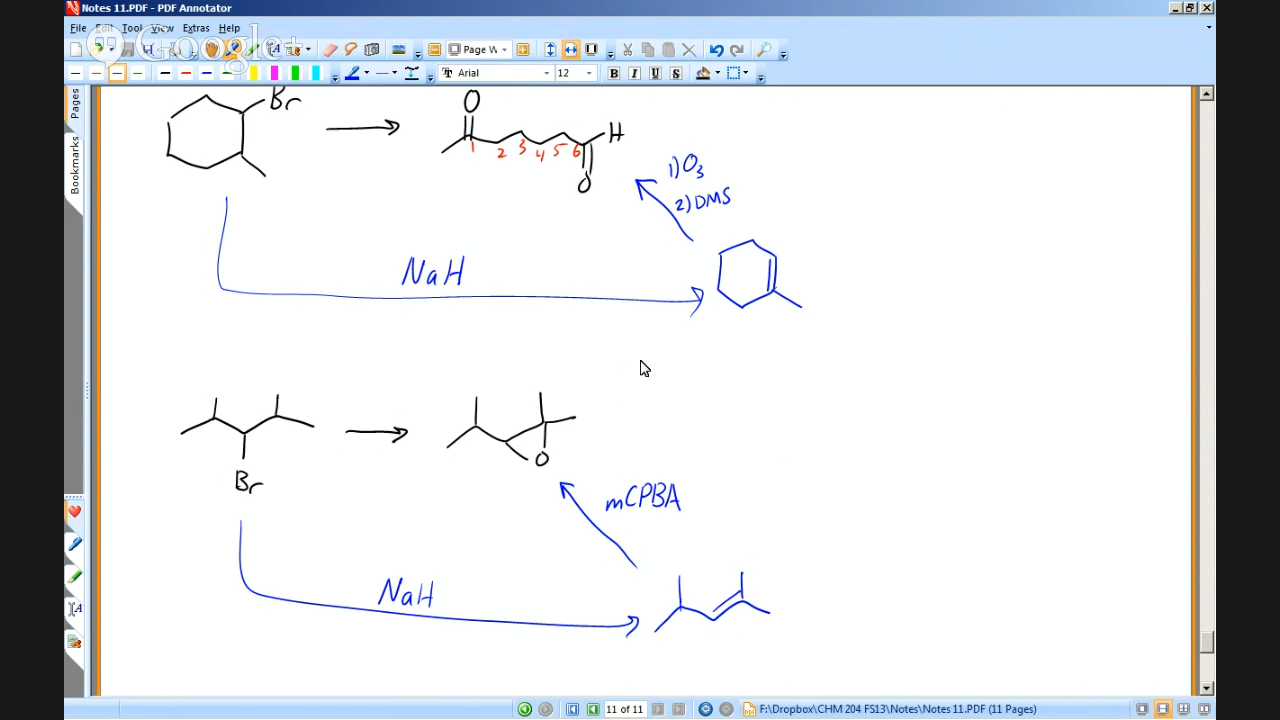 Notes 11.PDF - PDF Annotator
File Edit Tool View Extras Help
Google+
Page W
Arial 12 B I U S
Pages
Bookmarks
Br
O
H
1 2 3 4 5 6
O
1) O3
2) DMS
NaH
Br
O
mCPBA
NaH
11 of 11
F:\Dropbox\CHM 204 FS13\Notes\Notes 11.PDF (11 Pages)